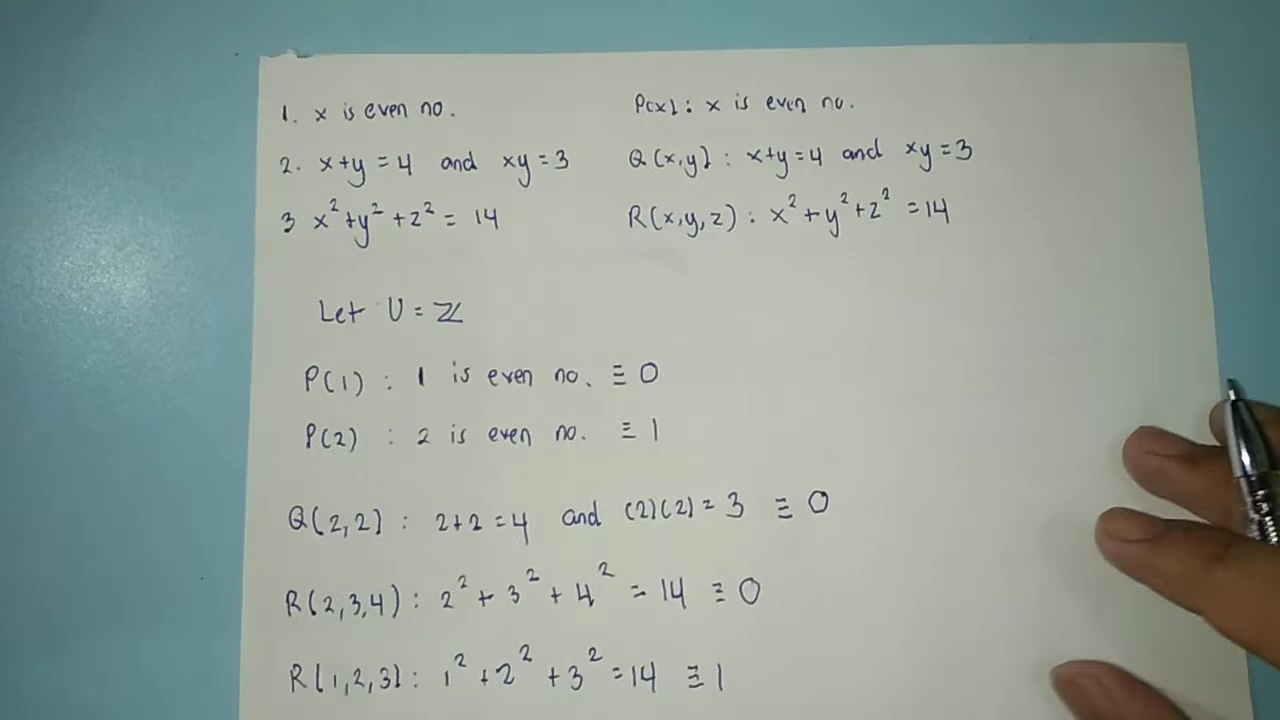 1. x is even no. P(x): x is even no.
2. x+y = 4 and xy = 3 Q(x,y): x+y=4 and xy=3
3 x²+y²+z² = 14 R(x,y,z): x²+y²+z² =14
Let U = ℤ
P(1) : 1 is even no. ≡ 0
P(2) : 2 is even no. ≡ 1
Q(2,2) : 2+2 = 4 and (2)(2) = 3 ≡ 0
R(2,3,4) : 2² + 3² + 4² = 14 ≡ 0
R(1,2,3) : 1² + 2² + 3² = 14 ≡ 1